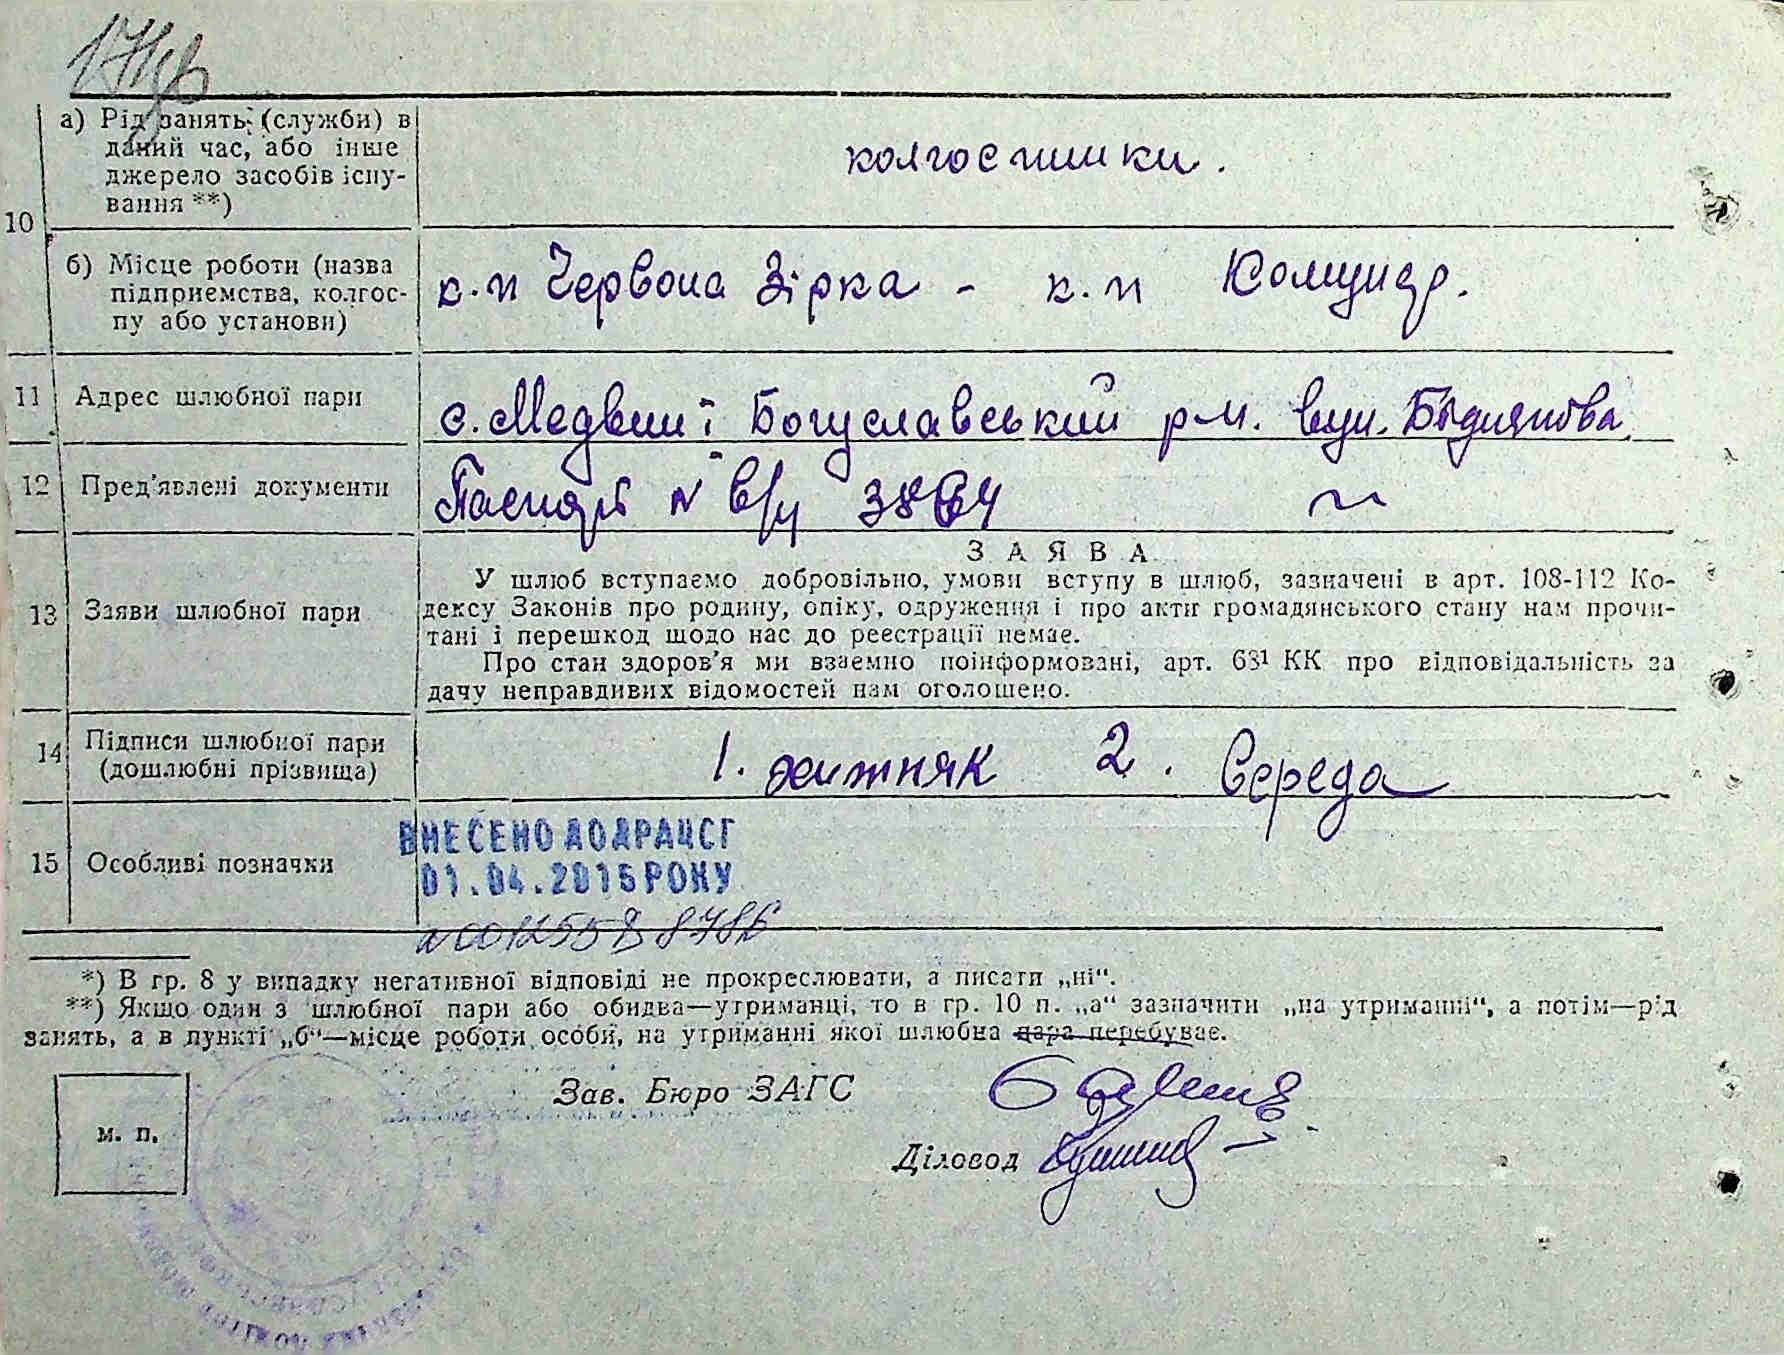 10
а) Рід занять (служби) в
даний час, або інше
джерело засобів існу-
вання **)
колгоспники.
б) Місце роботи (назва
підприємства, колгос-
пу або установи)
к.п Червона Зірка - к.п Комунар.
11 Адрес шлюбної пари
с. Медвин ї Богуславський р-н. вул.
12 Пред'явлені документи
Паспорт N
13 Заяви шлюбної пари
ЗАЯВА
У шлюб вступаємо добровільно, умови вступу в шлюб, зазначені в арт. 108-112 Ко-
дексу Законів про родину, опіку, одруження і про акти громадянського стану нам прочи-
тані і перешкод щодо нас до реєстрації немає.
Про стан здоров'я ми взаємно поінформовані, арт. 63¹ КК про відповідальність за
дачу неправдивих відомостей нам оголошено.
14 Підписи шлюбної пари
(дошлюбні прізвища)
1. Хижняк 2. Середа
15 Особливі позначки
ВНЕСЕНО ДО ДРАЦСГ
01.04.2015 РОКУ
*) В гр. 8 у випадку негативної відповіді не прокреслювати, а писати „ні“.
**) Якщо один з шлюбної пари або обидва—утриманці, то в гр. 10 п. „а“ зазначити „на утриманні“, а потім—рід
занять, а в пункті „б“—місце роботи особи, на утриманні якої шлюбна пара перебуває.
Зав. Бюро ЗАГС
м. п.
Діловод